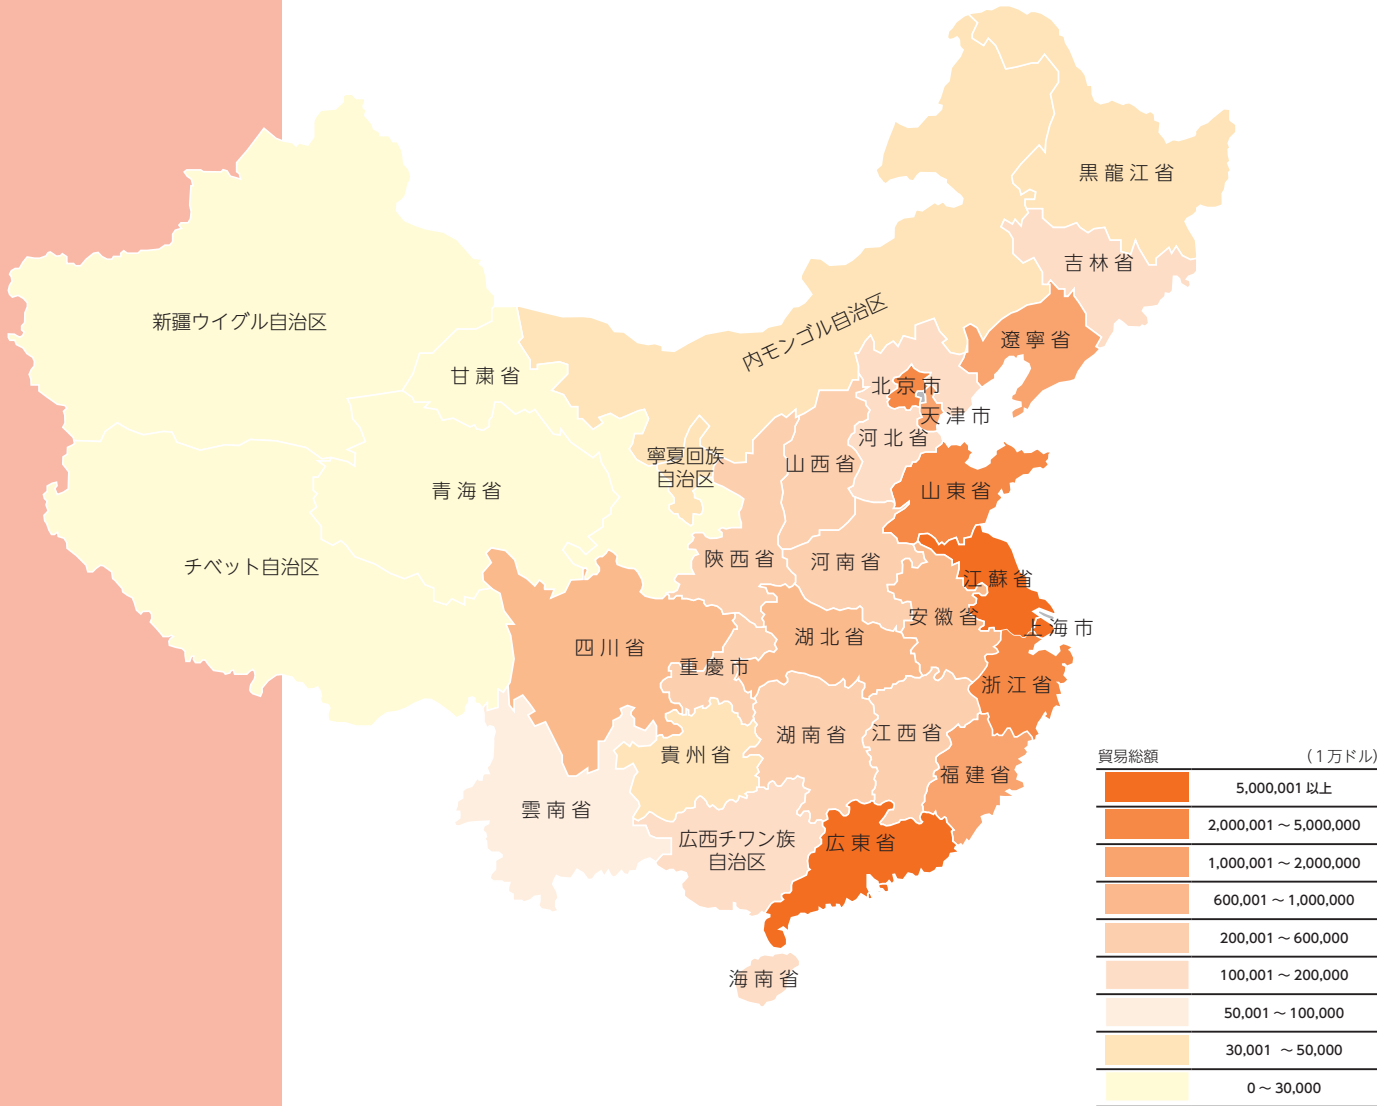 黒龍江省
吉林省
新疆ウイグル自治区
内モンゴル自治区
遼寧省
甘粛省
北京市
天津市
河北省
寧夏回族
自治区
山西省
青海省
山東省
チベット自治区
陝西省
河南省
江蘇省
安徽省
上海市
四川省
湖北省
重慶市
浙江省
貴州省
湖南省
江西省
福建省
雲南省
広西チワン族
自治区
広東省
海南省
貿易総額 (1万ドル)
5,000,001 以上
2,000,001 ～ 5,000,000
1,000,001 ～ 2,000,000
600,001 ～ 1,000,000
200,001 ～ 600,000
100,001 ～ 200,000
50,001 ～ 100,000
30,001 ～ 50,000
0 ～ 30,000